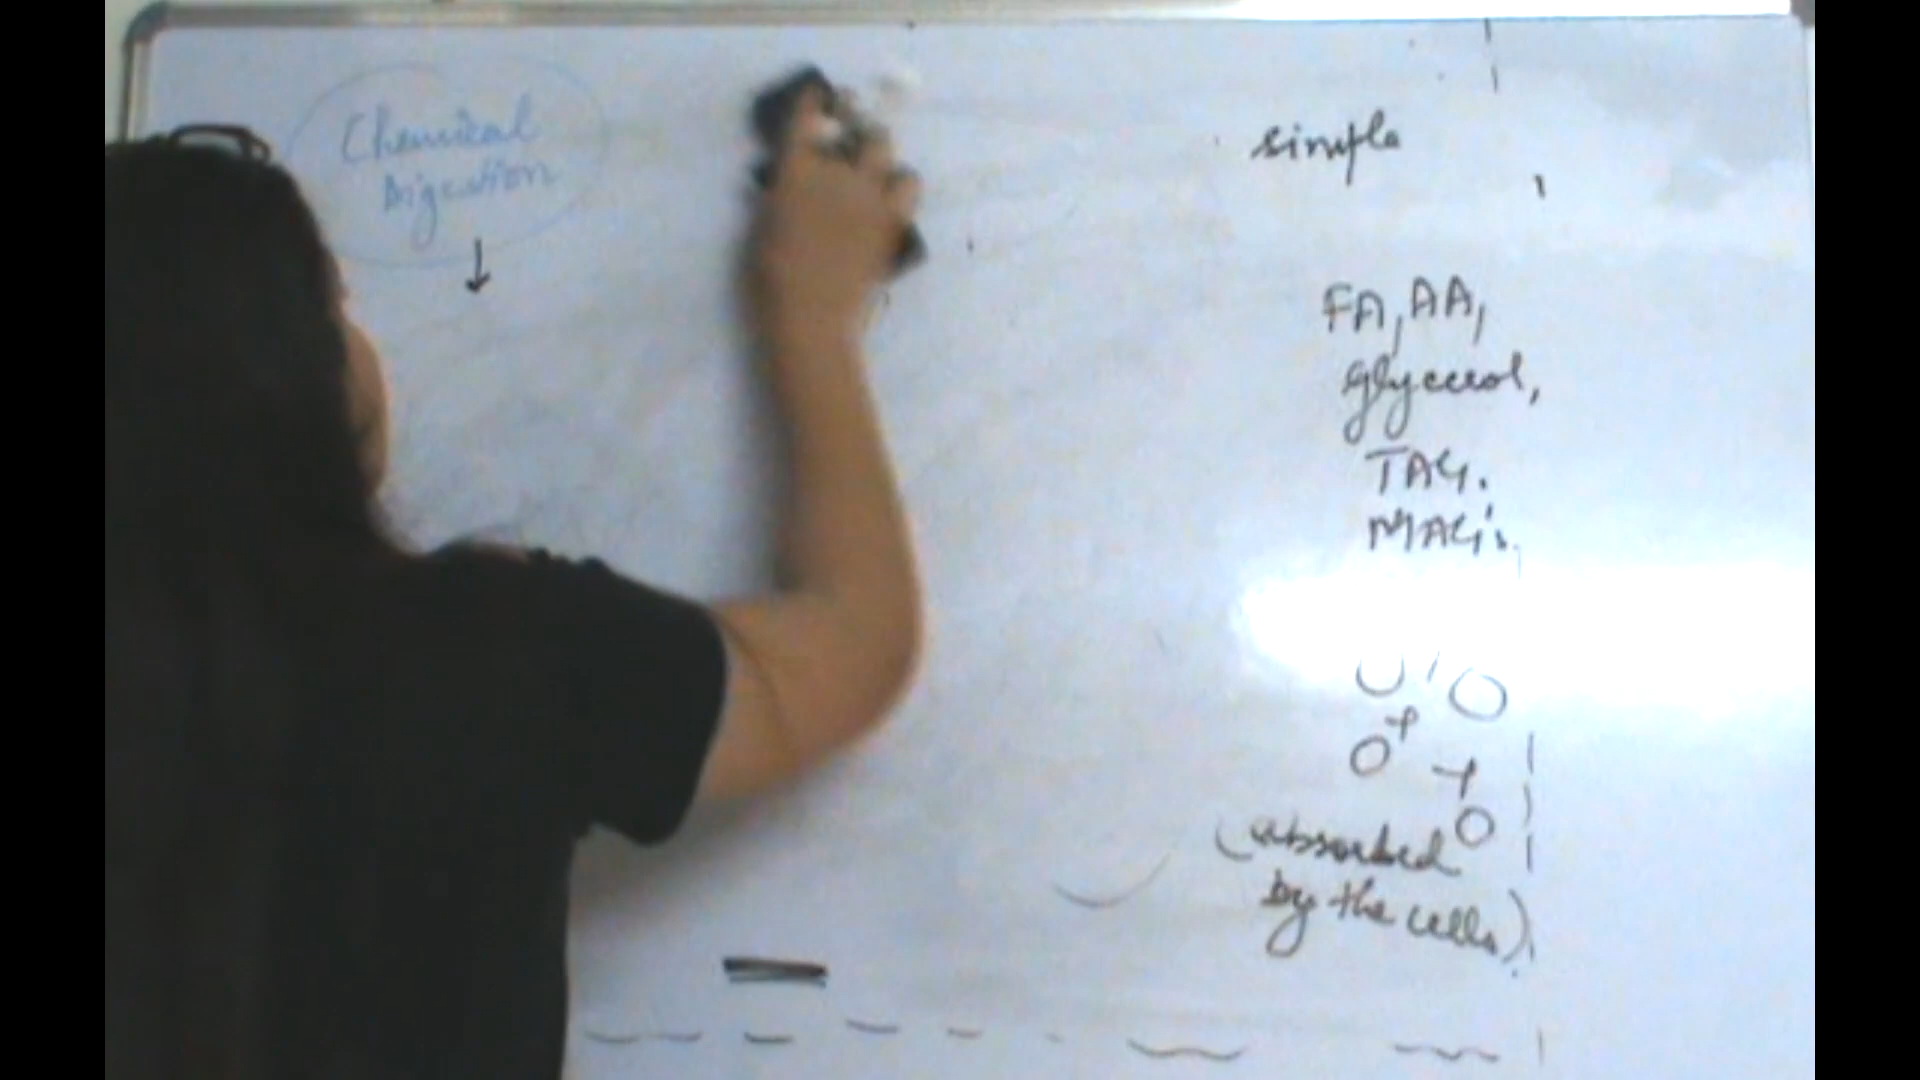 Chemical
Digestion
↓
simple
FA, AA,
glycerol,
TAG.
MAG.
(absorbed
by the cells).